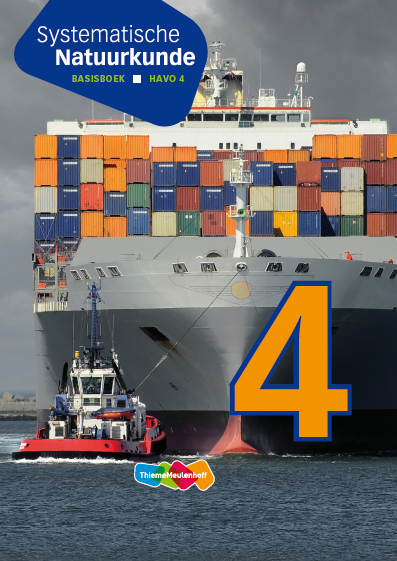 Systematische
Natuurkunde
BASISBOEK HAVO 4
4
ThiemeMeulenhoff